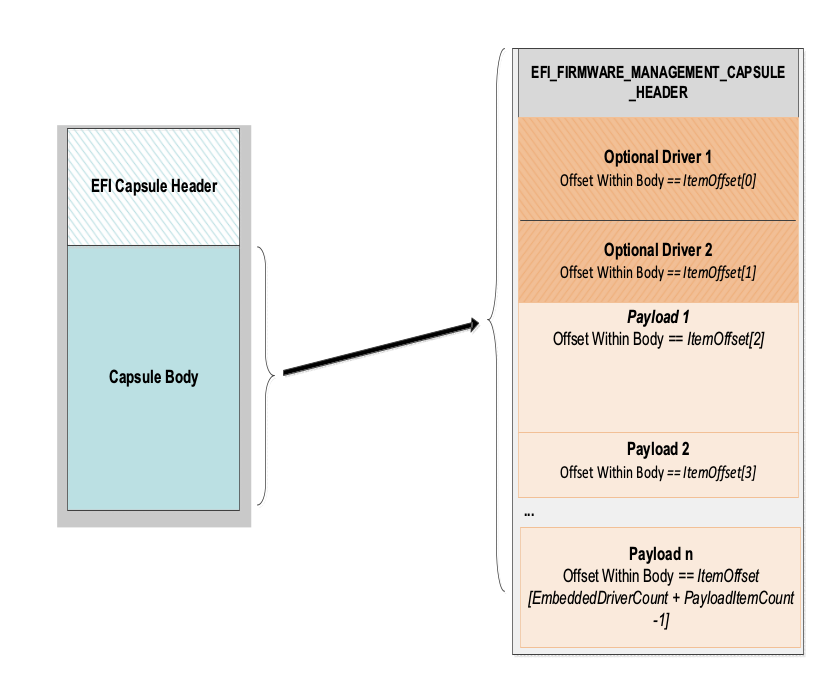 EFI Capsule Header
Capsule Body
EFI_FIRMWARE_MANAGEMENT_CAPSULE
_HEADER
Optional Driver 1
Offset Within Body == ItemOffset[0]
Optional Driver 2
Offset Within Body == ItemOffset[1]
Payload 1
Offset Within Body == ItemOffset[2]
Payload 2
Offset Within Body == ItemOffset[3]
...
Payload n
Offset Within Body == ItemOffset
[EmbeddedDriverCount + PayloadItemCount
-1]